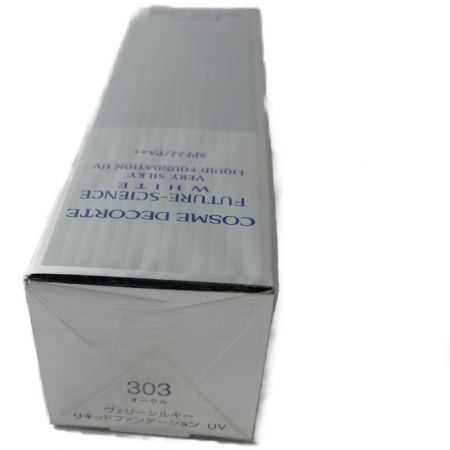 COSME DECORTE
FUTURE-SCIENCE
WHITE
VERY SILKY
LIQUID FOUNDATION UV
SPF22/PA++
303
オークル
ヴェリーシルキー
リキッドファンデーション UV